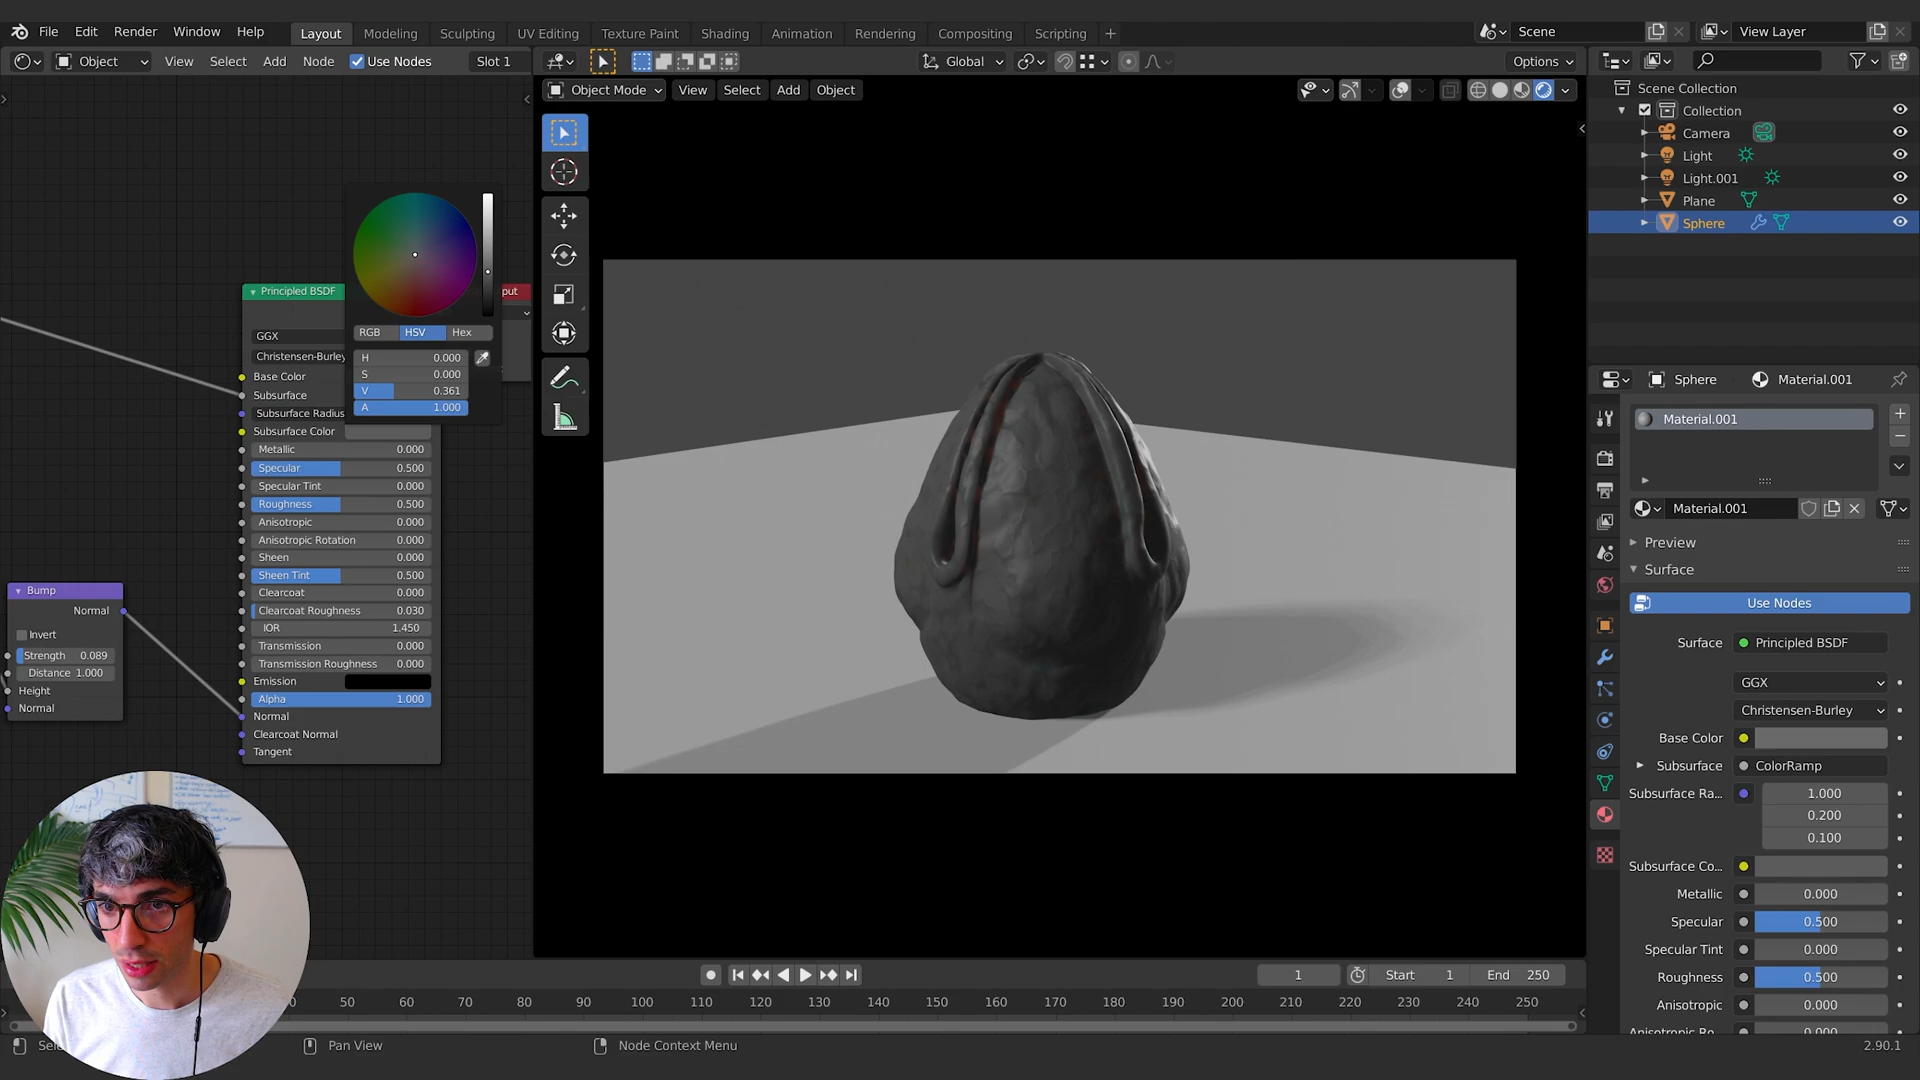 File Edit Render Window Help Layout Modeling Sculpting UV Editing Texture Paint Shading Animation Rendering Compositing Scripting + Scene View Layer
Object View Select Add Node Use Nodes Slot 1 Global Options
Object Mode View Select Add Object
Scene Collection
Collection
Camera
Light
Light.001
Plane
Sphere
Principled BSDF
put
GGX
Christensen-Burley
RGB HSV Hex
H 0.000
S 0.000
V 0.361
A 1.000
Base Color
Subsurface
Subsurface Radius
Subsurface Color
Metallic 0.000
Specular 0.500
Specular Tint 0.000
Roughness 0.500
Anisotropic 0.000
Anisotropic Rotation 0.000
Sheen 0.000
Sheen Tint 0.500
Clearcoat 0.000
Clearcoat Roughness 0.030
IOR 1.450
Transmission 0.000
Transmission Roughness 0.000
Emission
Alpha 1.000
Normal
Clearcoat Normal
Tangent
Bump
Normal
Invert
Strength 0.089
Distance 1.000
Height
Normal
Sphere Material.001
Material.001
Material.001
Preview
Surface
Use Nodes
Surface Principled BSDF
GGX
Christensen-Burley
Base Color
Subsurface ColorRamp
Subsurface Ra... 1.000
0.200
0.100
Subsurface Co...
Metallic 0.000
Specular 0.500
Specular Tint 0.000
Roughness 0.500
Anisotropic 0.000
Anisotropic Ro... 0.000
1 Start 1 End 250
50 60 70 80 90 100 110 120 130 140 150 160 170 180 190 200 210 220 230 240 250
Sele Pan View Node Context Menu 2.90.1